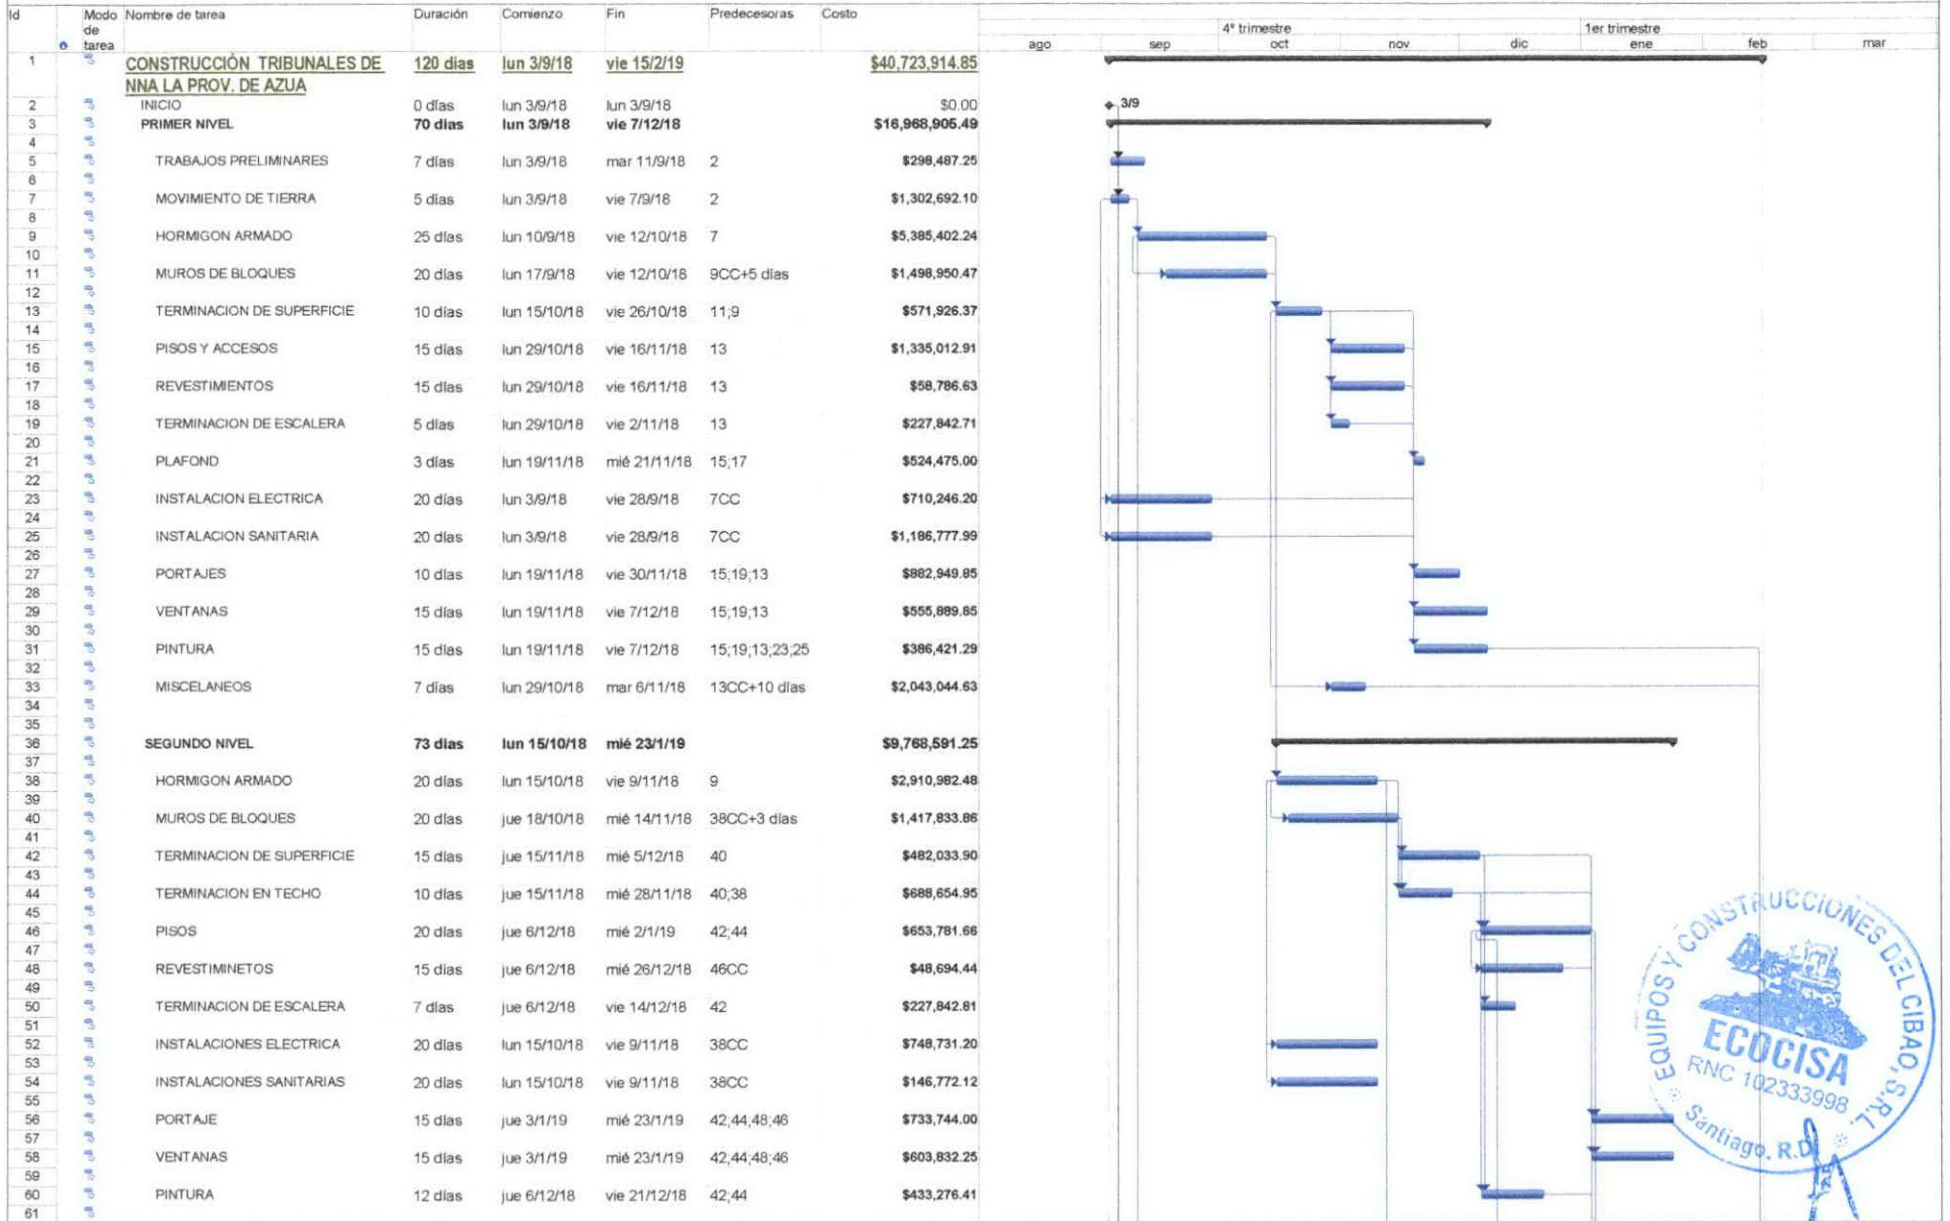 Id Modo de tarea Nombre de tarea Duración Comienzo Fin Predecesoras Costo
4º trimestre 1er trimestre
ago sep oct nov dic ene feb mar
1 CONSTRUCCIÓN TRIBUNALES DE NNA LA PROV. DE AZUA 120 días lun 3/9/18 vie 15/2/19 $40,723,914.85
2 INICIO 0 días lun 3/9/18 lun 3/9/18 $0.00 3/9
3 PRIMER NIVEL 70 días lun 3/9/18 vie 7/12/18 $16,968,905.49
4
5 TRABAJOS PRELIMINARES 7 días lun 3/9/18 mar 11/9/18 2 $298,487.25
6
7 MOVIMIENTO DE TIERRA 5 días lun 3/9/18 vie 7/9/18 2 $1,302,692.10
8
9 HORMIGON ARMADO 25 días lun 10/9/18 vie 12/10/18 7 $5,385,402.24
10
11 MUROS DE BLOQUES 20 días lun 17/9/18 vie 12/10/18 9CC+5 días $1,498,950.47
12
13 TERMINACION DE SUPERFICIE 10 días lun 15/10/18 vie 26/10/18 11;9 $571,926.37
14
15 PISOS Y ACCESOS 15 días lun 29/10/18 vie 16/11/18 13 $1,335,012.91
16
17 REVESTIMIENTOS 15 días lun 29/10/18 vie 16/11/18 13 $58,786.63
18
19 TERMINACION DE ESCALERA 5 días lun 29/10/18 vie 2/11/18 13 $227,842.71
20
21 PLAFOND 3 días lun 19/11/18 mié 21/11/18 15;17 $524,475.00
22
23 INSTALACION ELECTRICA 20 días lun 3/9/18 vie 28/9/18 7CC $710,246.20
24
25 INSTALACION SANITARIA 20 días lun 3/9/18 vie 28/9/18 7CC $1,186,777.99
26
27 PORTAJES 10 días lun 19/11/18 vie 30/11/18 15;19;13 $882,949.85
28
29 VENTANAS 15 días lun 19/11/18 vie 7/12/18 15;19;13 $555,889.85
30
31 PINTURA 15 días lun 19/11/18 vie 7/12/18 15;19;13;23;25 $386,421.29
32
33 MISCELANEOS 7 días lun 29/10/18 mar 6/11/18 13CC+10 días $2,043,044.63
34
35
36 SEGUNDO NIVEL 73 días lun 15/10/18 mié 23/1/19 $9,768,591.25
37
38 HORMIGON ARMADO 20 días lun 15/10/18 vie 9/11/18 9 $2,910,982.48
39
40 MUROS DE BLOQUES 20 días jue 18/10/18 mié 14/11/18 38CC+3 días $1,417,833.86
41
42 TERMINACION DE SUPERFICIE 15 días jue 15/11/18 mié 5/12/18 40 $482,033.90
43
44 TERMINACION EN TECHO 10 días jue 15/11/18 mié 28/11/18 40;38 $688,654.95
45
46 PISOS 20 días jue 6/12/18 mié 2/1/19 42;44 $653,781.66
47
48 REVESTIMINETOS 15 días jue 6/12/18 mié 26/12/18 46CC $48,694.44
49
50 TERMINACION DE ESCALERA 7 días jue 6/12/18 vie 14/12/18 42 $227,842.61
51
52 INSTALACIONES ELECTRICA 20 días lun 15/10/18 vie 9/11/18 38CC $748,731.20
53
54 INSTALACIONES SANITARIAS 20 días lun 15/10/18 vie 9/11/18 38CC $146,772.12
55
56 PORTAJE 15 días jue 3/1/19 mié 23/1/19 42;44;48;46 $733,744.00
57
58 VENTANAS 15 días jue 3/1/19 mié 23/1/19 42;44;48;46 $603,832.25
59
60 PINTURA 12 días jue 6/12/18 vie 21/12/18 42;44 $433,276.41
61
EQUIPOS Y CONSTRUCCIONES DEL CIBAO, S.R.L.
ECOCISA
RNC 102333998
Santiago, R.D.